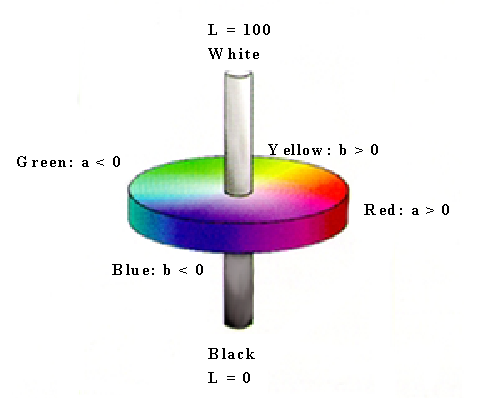 L = 100
White
Yellow: b > 0
Green: a < 0
Red: a > 0
Blue: b < 0
Black
L = 0